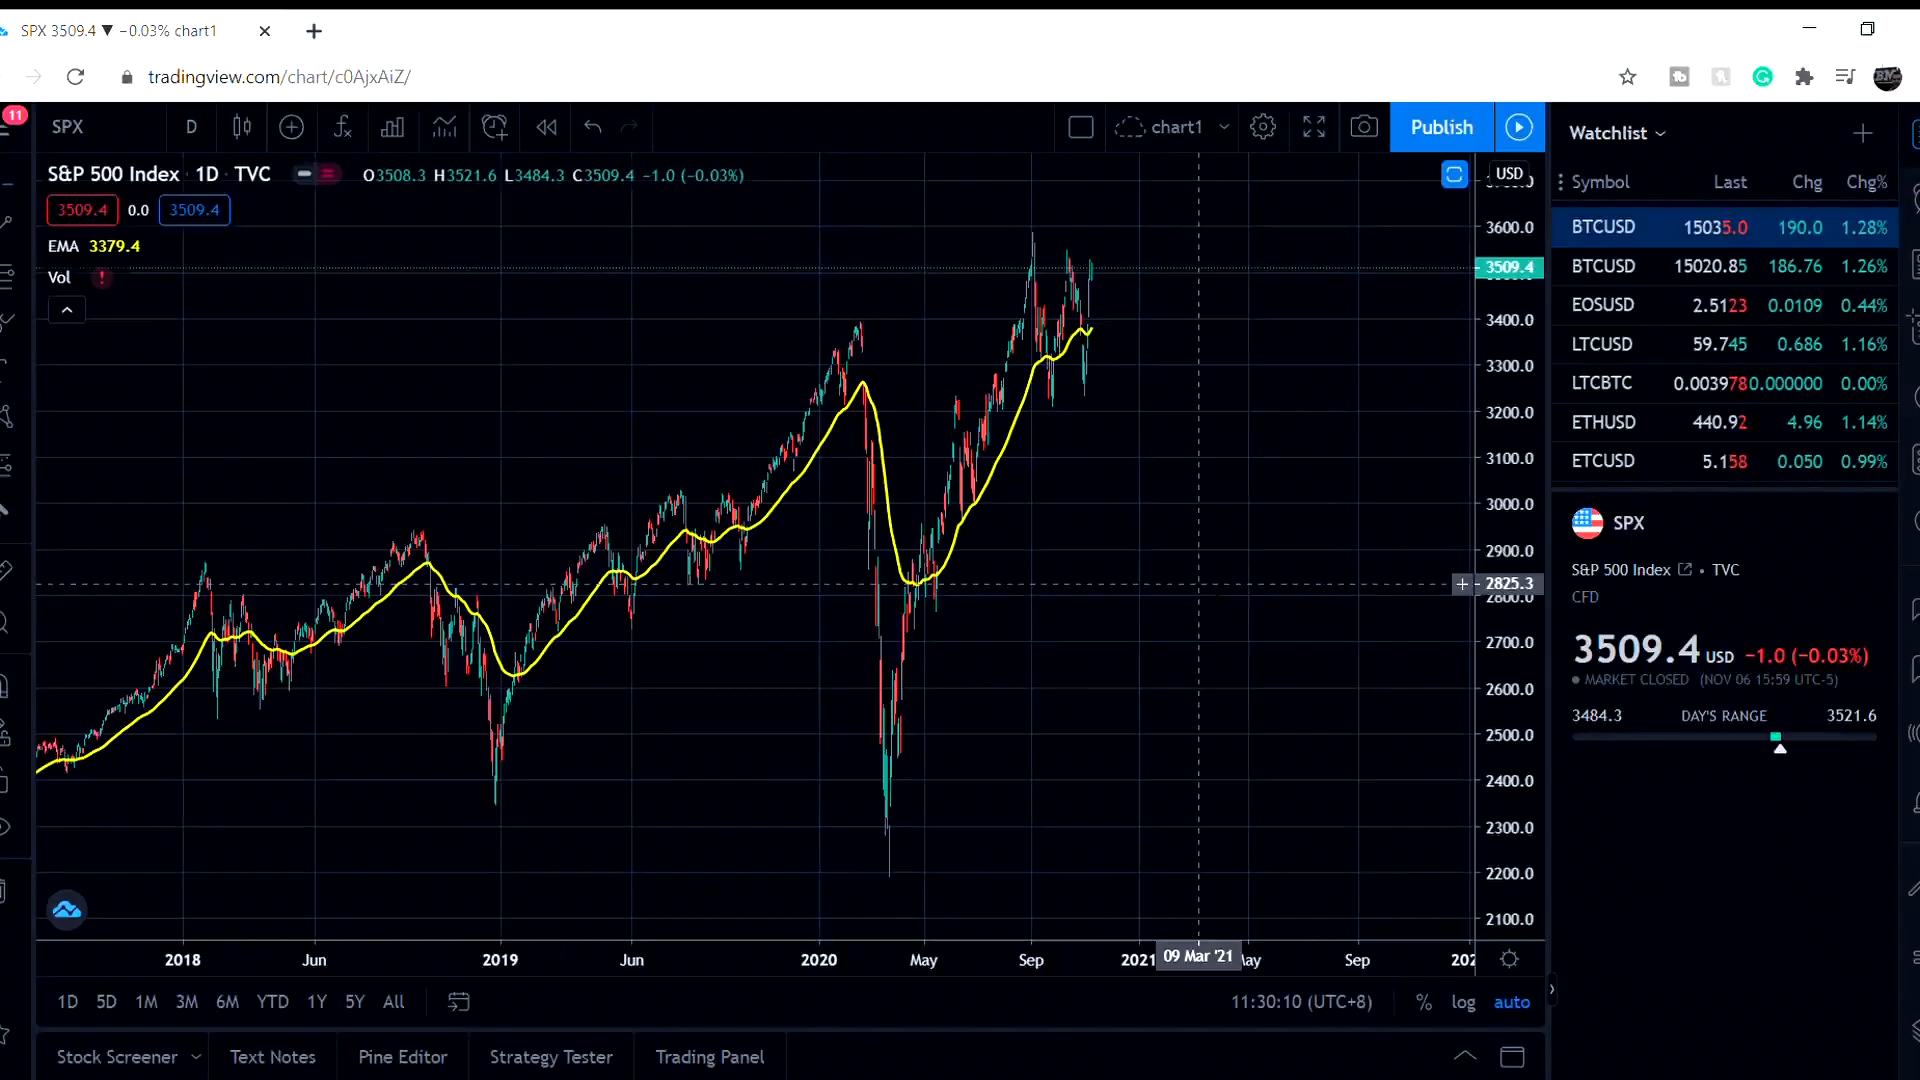 SPX 3509.4 ▼ −0.03% chart1
tradingview.com/chart/c0AjxAiZ/
11
SPX D chart1 Publish
S&P 500 Index · 1D · TVC O3508.3 H3521.6 L3484.3 C3509.4 −1.0 (−0.03%)
3509.4 0.0 3509.4
EMA 3379.4
Vol !
USD
3600.0
3509.4
3400.0
3300.0
3200.0
3100.0
3000.0
2900.0
2825.3
2800.0
2700.0
2600.0
2500.0
2400.0
2300.0
2200.0
2100.0
2018 Jun 2019 Jun 2020 May Sep 2021 09 Mar '21 Sep
1D 5D 1M 3M 6M YTD 1Y 5Y All 11:30:10 (UTC+8) % log auto
Stock Screener Text Notes Pine Editor Strategy Tester Trading Panel
Watchlist
Symbol Last Chg Chg%
BTCUSD 15035.0 190.0 1.28%
BTCUSD 15020.85 186.76 1.26%
EOSUSD 2.5123 0.0109 0.44%
LTCUSD 59.745 0.686 1.16%
LTCBTC 0.003978 0.000000 0.00%
ETHUSD 440.92 4.96 1.14%
ETCUSD 5.158 0.050 0.99%
SPX
S&P 500 Index • TVC
CFD
3509.4 USD −1.0 (−0.03%)
MARKET CLOSED (NOV 06 15:59 UTC-5)
3484.3 DAY'S RANGE 3521.6